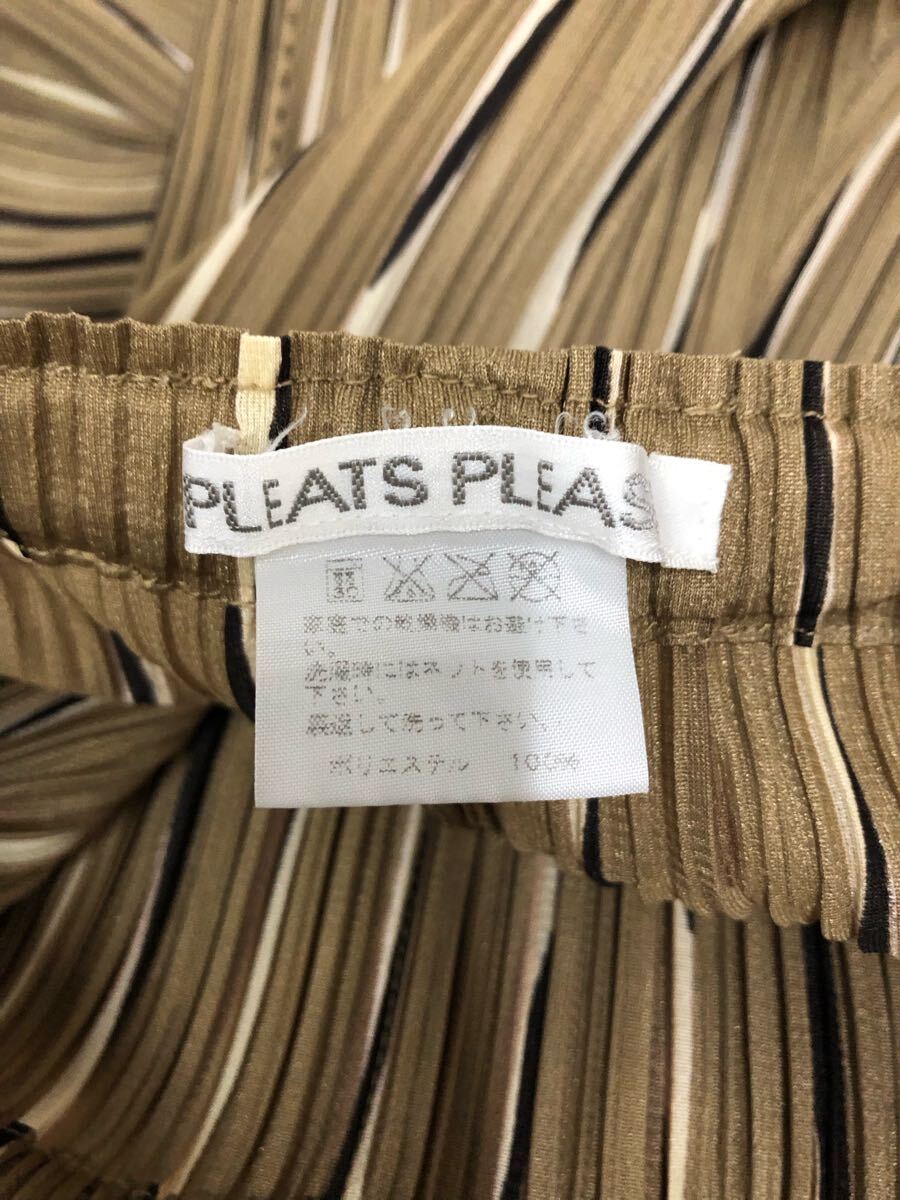 PLEATS PLEAS
家庭での乾燥機はお避け下さ
い。
洗濯時にはネットを使用して
下さい。
裏返して洗って下さい。
ポリエステル 100%